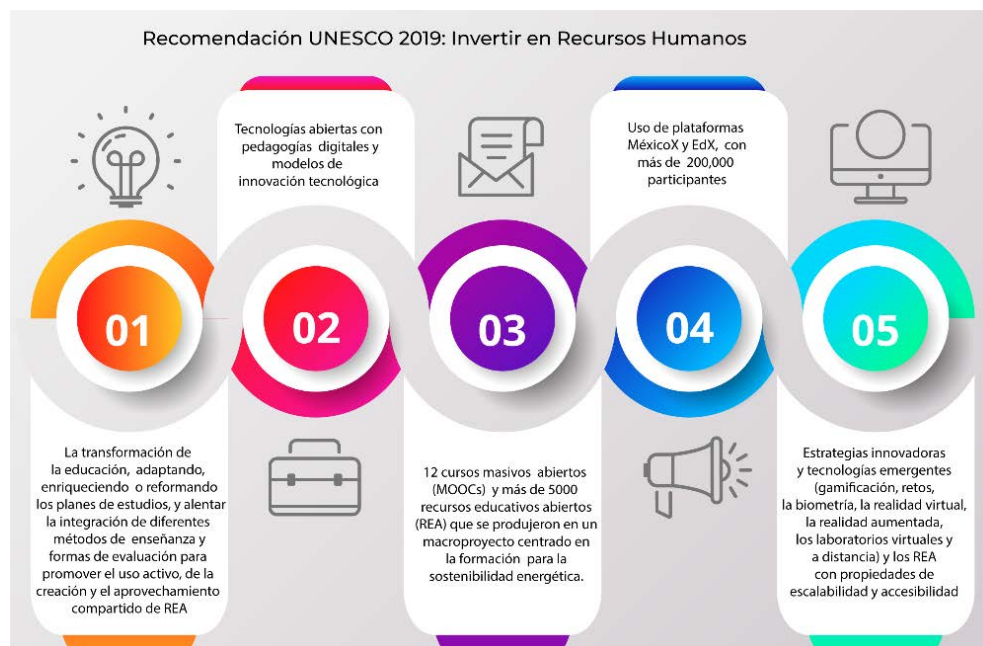 Recomendación UNESCO 2019: Invertir en Recursos Humanos
01
La transformación de
la educación, adaptando,
enriqueciendo o reformando
los planes de estudios, y alentar
la integración de diferentes
métodos de enseñanza y
formas de evaluación para
promover el uso activo, de la
creación y el aprovechamiento
compartido de REA
Tecnologías abiertas con
pedagogías digitales y
modelos de
innovación tecnológica
02
03
12 cursos masivos abiertos
(MOOCs) y más de 5000
recursos educativos abiertos
(REA) que se produjeron en un
macroproyecto centrado en
la formación para la
sostenibilidad energética.
Uso de plataformas
MéxicoX y EdX, con
más de 200,000
participantes
04
05
Estrategias innovadoras
y tecnologías emergentes
(gamificación, retos,
la biometría, la realidad virtual,
la realidad aumentada,
los laboratorios virtuales y
a distancia) y los REA
con propiedades de
escalabilidad y accesibilidad